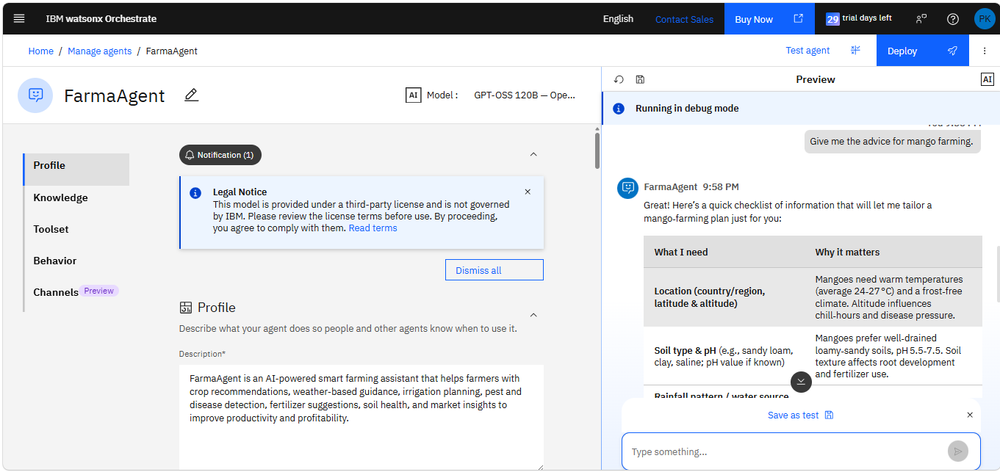 IBM watsonx Orchestrate
English
Contact Sales
Buy Now
29 trial days left
PK
Home / Manage agents / FarmaAgent
Test agent
Deploy
FarmaAgent
AI Model : GPT-OSS 120B — Ope...
Profile
Knowledge
Toolset
Behavior
Channels Preview
Notification (1)
Legal Notice
This model is provided under a third-party license and is not governed
by IBM. Please review the license terms before use. By proceeding,
you agree to comply with them. Read terms
Dismiss all
Profile
Describe what your agent does so people and other agents know when to use it.
Description*
FarmaAgent is an AI-powered smart farming assistant that helps farmers with
crop recommendations, weather-based guidance, irrigation planning, pest and
disease detection, fertilizer suggestions, soil health, and market insights to
improve productivity and profitability.
Preview
AI
Running in debug mode
Give me the advice for mango farming.
FarmaAgent 9:58 PM
Great! Here’s a quick checklist of information that will let me tailor a
mango-farming plan just for you:
What I need
Why it matters
Location (country/region,
latitude & altitude)
Mangoes need warm temperatures
(average 24-27 °C) and a frost-free
climate. Altitude influences
chill-hours and disease pressure.
Soil type & pH (e.g., sandy loam,
clay, saline; pH value if known)
Mangoes prefer well-drained
loamy-sandy soils, pH 5.5-7.5. Soil
texture affects root development
and fertilizer use.
Rainfall pattern / water source
Save as test
Type something...